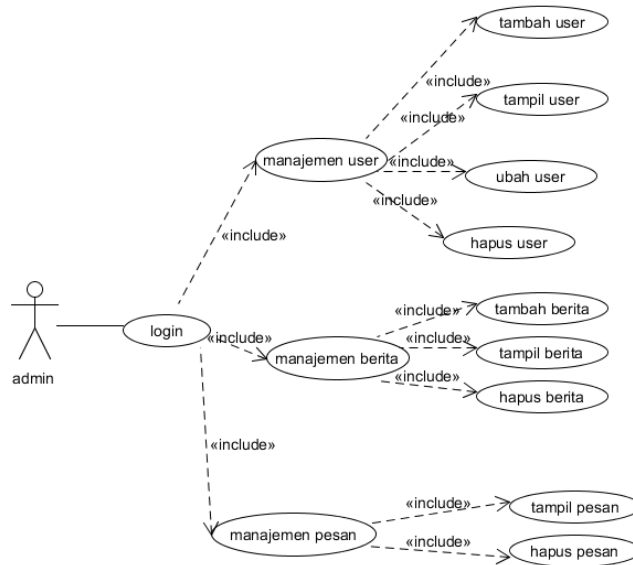 tambah user
«include»
tampil user
«include»
manajemen user
«include»
ubah user
«include»
hapus user
«include»
admin
login
«include»
manajemen berita
«include»
tambah berita
«include»
tampil berita
«include»
hapus berita
«include»
manajemen pesan
«include»
tampil pesan
«include»
hapus pesan